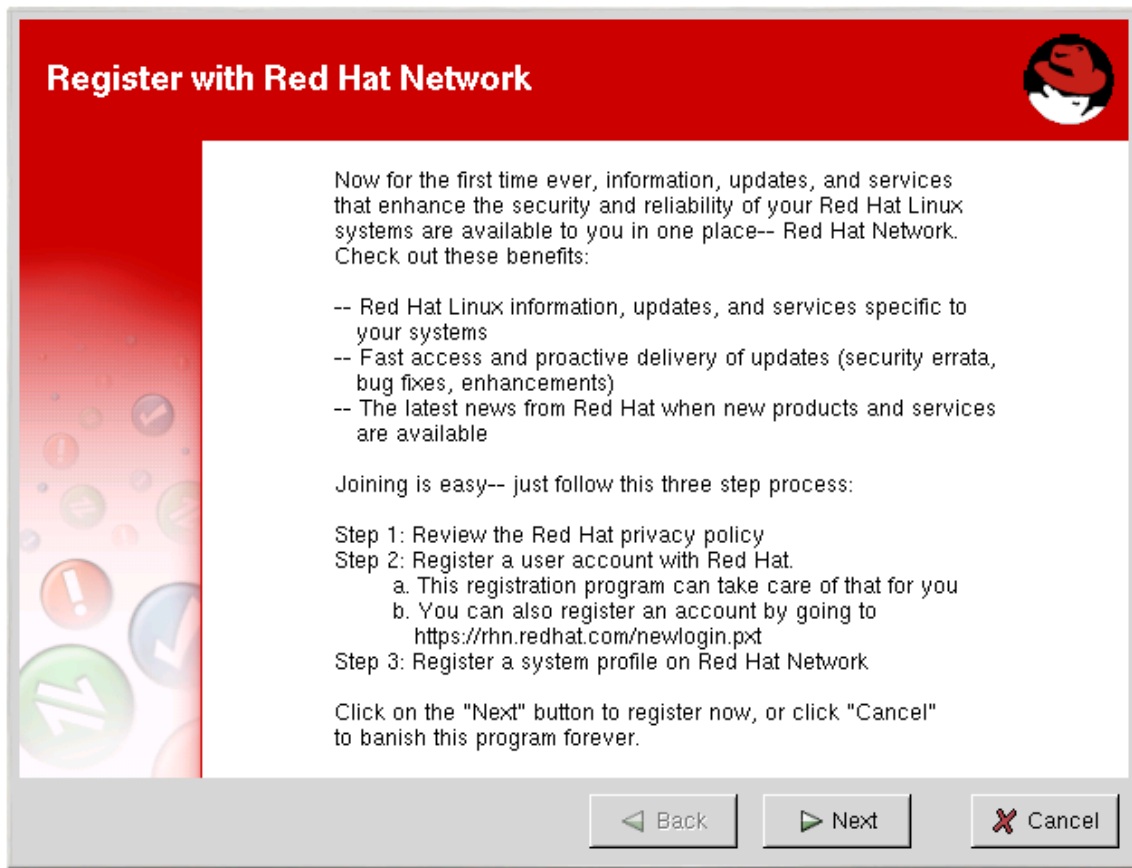 Register with Red Hat Network
Now for the first time ever, information, updates, and services
that enhance the security and reliability of your Red Hat Linux
systems are available to you in one place-- Red Hat Network.
Check out these benefits:
-- Red Hat Linux information, updates, and services specific to
your systems
-- Fast access and proactive delivery of updates (security errata,
bug fixes, enhancements)
-- The latest news from Red Hat when new products and services
are available
Joining is easy-- just follow this three step process:
Step 1: Review the Red Hat privacy policy
Step 2: Register a user account with Red Hat.
a. This registration program can take care of that for you
b. You can also register an account by going to
https://rhn.redhat.com/newlogin.pxt
Step 3: Register a system profile on Red Hat Network
Click on the "Next" button to register now, or click "Cancel"
to banish this program forever.
Back Next Cancel